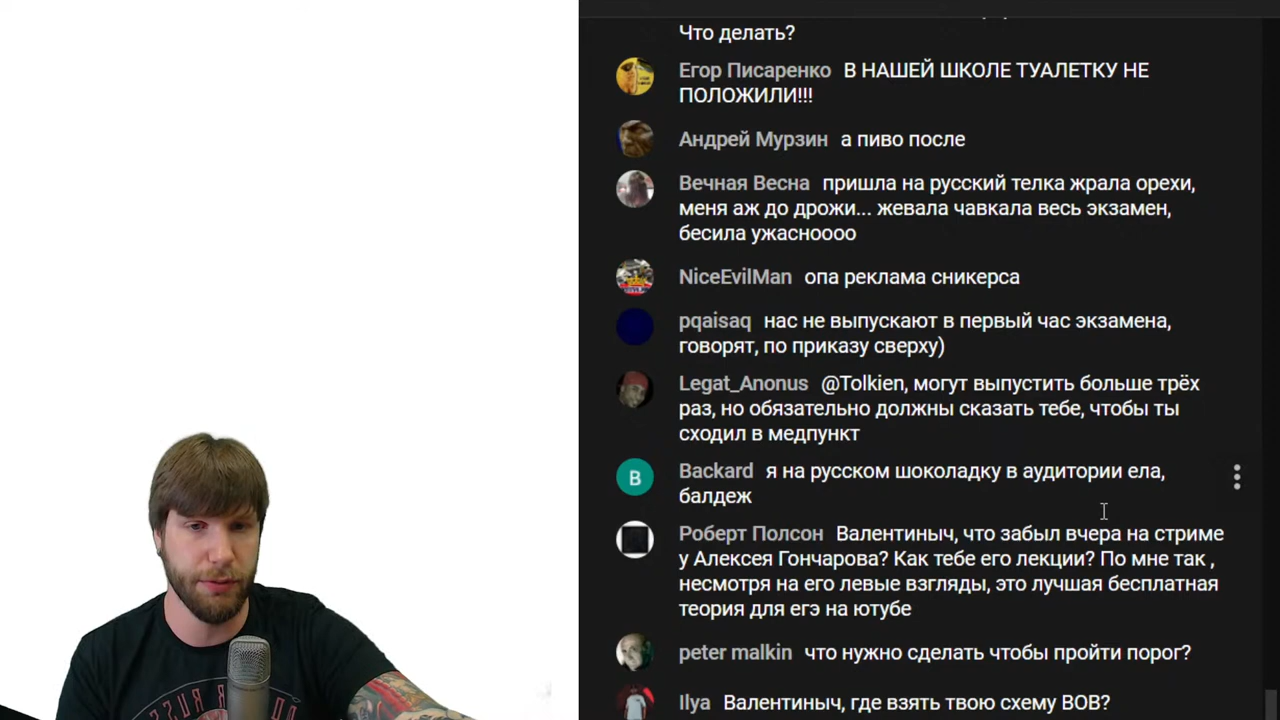 Что делать?
Егор Писаренко В НАШЕЙ ШКОЛЕ ТУАЛЕТКУ НЕ
ПОЛОЖИЛИ!!!
Андрей Мурзин а пиво после
Вечная Весна пришла на русский телка жрала орехи,
меня аж до дрожи... жевала чавкала весь экзамен,
бесила ужасноооо
NiceEvilMan опа реклама сникерса
pqaisaq нас не выпускают в первый час экзамена,
говорят, по приказу сверху)
Legat_Anonus @Tolkien, могут выпустить больше трёх
раз, но обязательно должны сказать тебе, чтобы ты
сходил в медпункт
B
Backard я на русском шоколадку в аудитории ела,
балдеж
Роберт Полсон Валентиныч, что забыл вчера на стриме
у Алексея Гончарова? Как тебе его лекции? По мне так ,
несмотря на его левые взгляды, это лучшая бесплатная
теория для егэ на ютубе
peter malkin что нужно сделать чтобы пройти порог?
Ilya Валентиныч, где взять твою схему ВОВ?